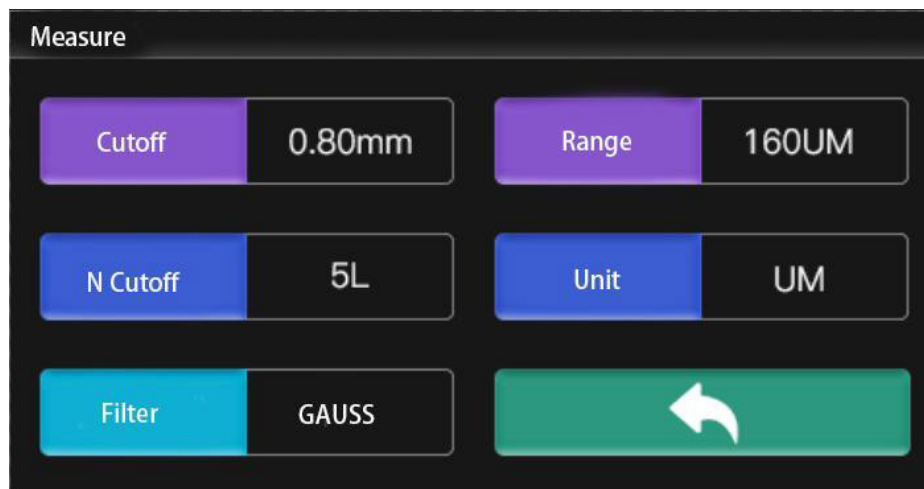 Measure
Cutoff 0.80mm Range 160UM
N Cutoff 5L Unit UM
Filter GAUSS